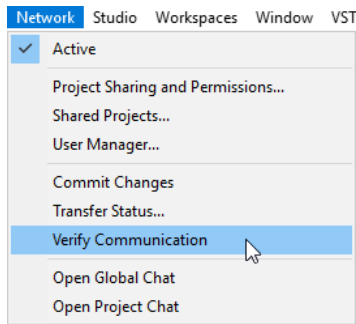 Network Studio Workspaces Window VST
Active
Project Sharing and Permissions...
Shared Projects...
User Manager...
Commit Changes
Transfer Status...
Verify Communication
Open Global Chat
Open Project Chat